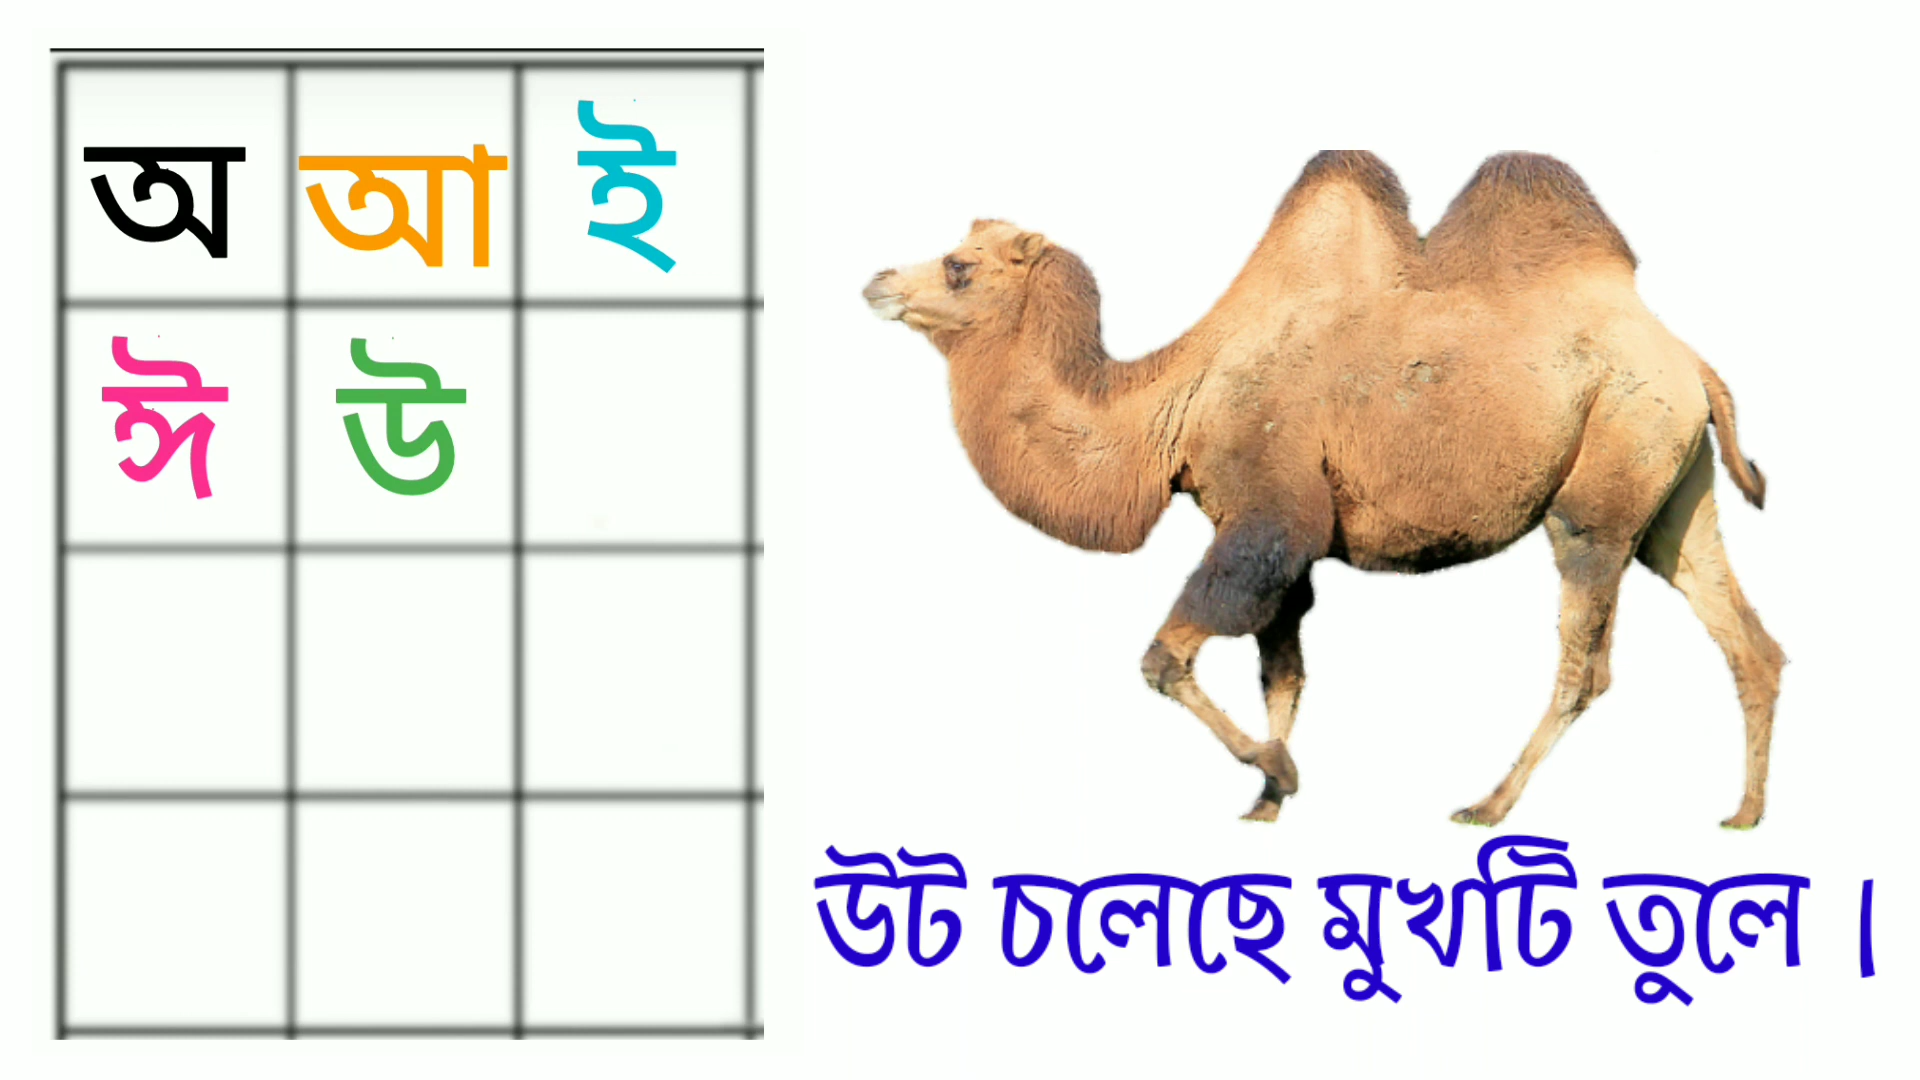 অ আ ই
ঈ উ
উট চলেছে মুখটি তুলে ।